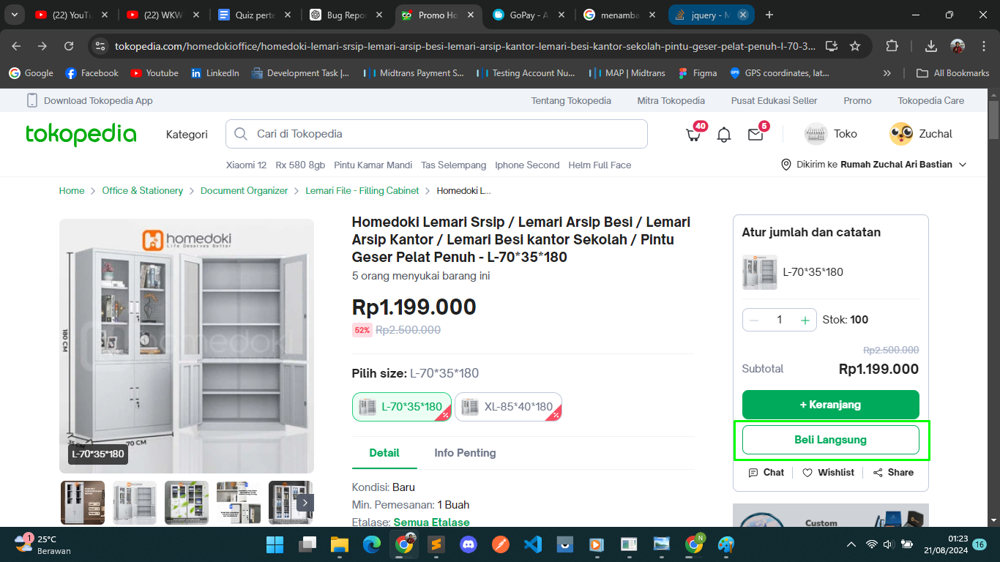 (22) YouTu
(22) WKW
Quiz perte
Bug Repor
Promo Ho
GoPay - A
menamba
jquery - M
tokopedia.com/homedokioffice/homedoki-lemari-srsip-lemari-arsip-besi-lemari-arsip-kantor-lemari-besi-kantor-sekolah-pintu-geser-pelat-penuh-l-70-3...
Google
Facebook
Youtube
LinkedIn
Development Task |...
Midtrans Payment S...
Testing Account Nu...
MAP | Midtrans
Figma
GPS coordinates, lat...
All Bookmarks
Download Tokopedia App
Tentang Tokopedia
Mitra Tokopedia
Pusat Edukasi Seller
Promo
Tokopedia Care
tokopedia
Kategori
Cari di Tokopedia
40
5
Toko
Zuchal
Xiaomi 12
Rx 580 8gb
Pintu Kamar Mandi
Tas Selempang
Iphone Second
Helm Full Face
Dikirim ke Rumah Zuchal Ari Bastian
Home
Office & Stationery
Document Organizer
Lemari File - Filling Cabinet
Homedoki L...
homedoki
Life Deserves Better
180 CM
35 CM
70 CM
homedoki
L-70*35*180
Homedoki Lemari Srsip / Lemari Arsip Besi / Lemari
Arsip Kantor / Lemari Besi kantor Sekolah / Pintu
Geser Pelat Penuh - L-70*35*180
5 orang menyukai barang ini
Rp1.199.000
52% Rp2.500.000
Pilih size: L-70*35*180
L-70*35*180
XL-85*40*180
Detail
Info Penting
Kondisi: Baru
Min. Pemesanan: 1 Buah
Etalase: Semua Etalase
Atur jumlah dan catatan
L-70*35*180
1
Stok: 100
Rp2.500.000
Subtotal
Rp1.199.000
+ Keranjang
Beli Langsung
Chat
Wishlist
Share
Custom
1
25°C
Berawan
N
01:23
21/08/2024
16